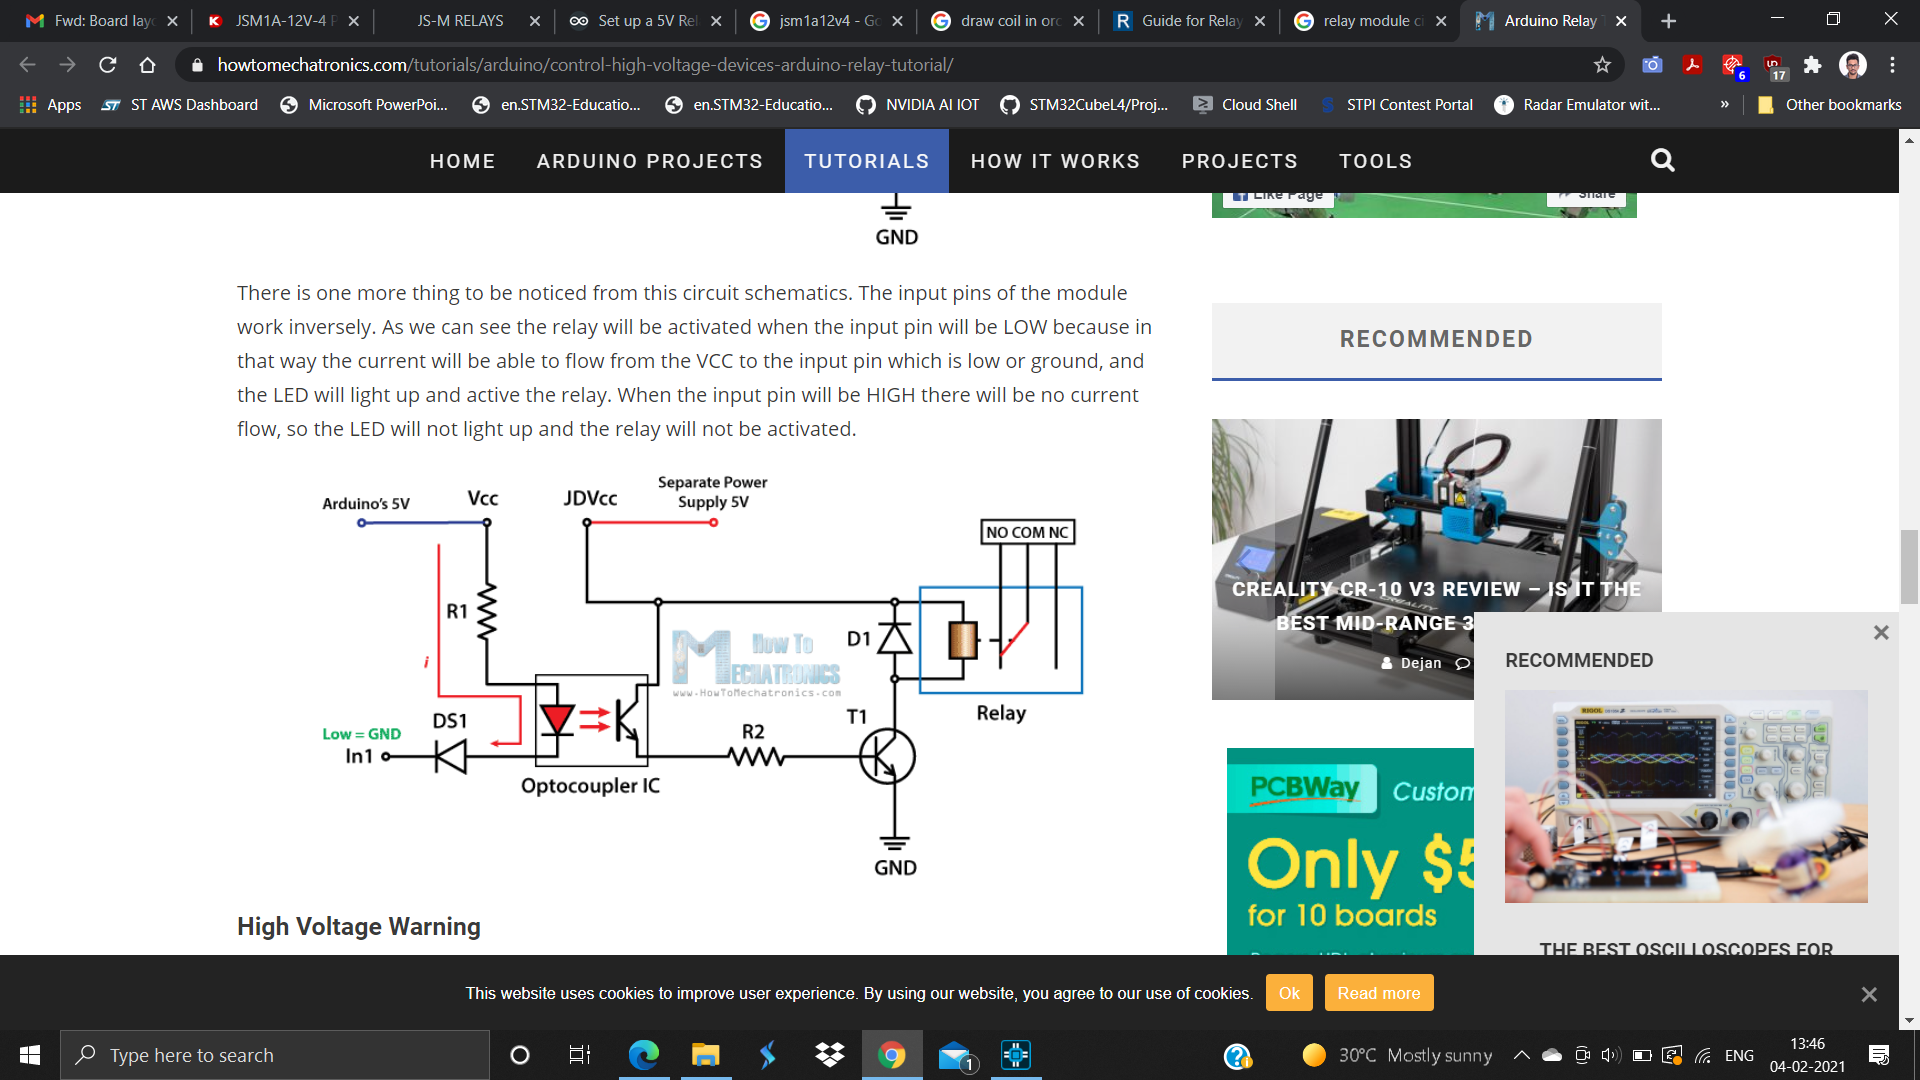 Fwd: Board layo
JSM1A-12V-4 P
JS-M RELAYS
Set up a 5V Rel
jsm1a12v4 - Go
draw coil in orc
Guide for Relay
relay module ci
Arduino Relay T
howtomechatronics.com/tutorials/arduino/control-high-voltage-devices-arduino-relay-tutorial/
6
17
Apps
ST AWS Dashboard
Microsoft PowerPoi...
en.STM32-Educatio...
en.STM32-Educatio...
NVIDIA AI IOT
STM32CubeL4/Proj...
Cloud Shell
STPI Contest Portal
Radar Emulator wit...
»
Other bookmarks
HOME
ARDUINO PROJECTS
TUTORIALS
HOW IT WORKS
PROJECTS
TOOLS
Like Page
Share
GND
There is one more thing to be noticed from this circuit schematics. The input pins of the module
work inversely. As we can see the relay will be activated when the input pin will be LOW because in
that way the current will be able to flow from the VCC to the input pin which is low or ground, and
the LED will light up and active the relay. When the input pin will be HIGH there will be no current
flow, so the LED will not light up and the relay will not be activated.
Arduino's 5V
Vcc
JDVcc
Separate Power
Supply 5V
NO COM NC
R1
i
D1
How To
MECHATRONICS
www.HowToMechatronics.com
Relay
DS1
Low = GND
In1
Optocoupler IC
R2
T1
GND
High Voltage Warning
RECOMMENDED
CREALITY CR-10 V3 REVIEW – IS IT THE
BEST MID-RANGE 3
Dejan
PCBWay
Custom
Only $5
for 10 boards
RECOMMENDED
RIGOL
THE BEST OSCILLOSCOPES FOR
This website uses cookies to improve user experience. By using our website, you agree to our use of cookies.
Ok
Read more
Type here to search
1
30°C Mostly sunny
ENG
13:46
04-02-2021